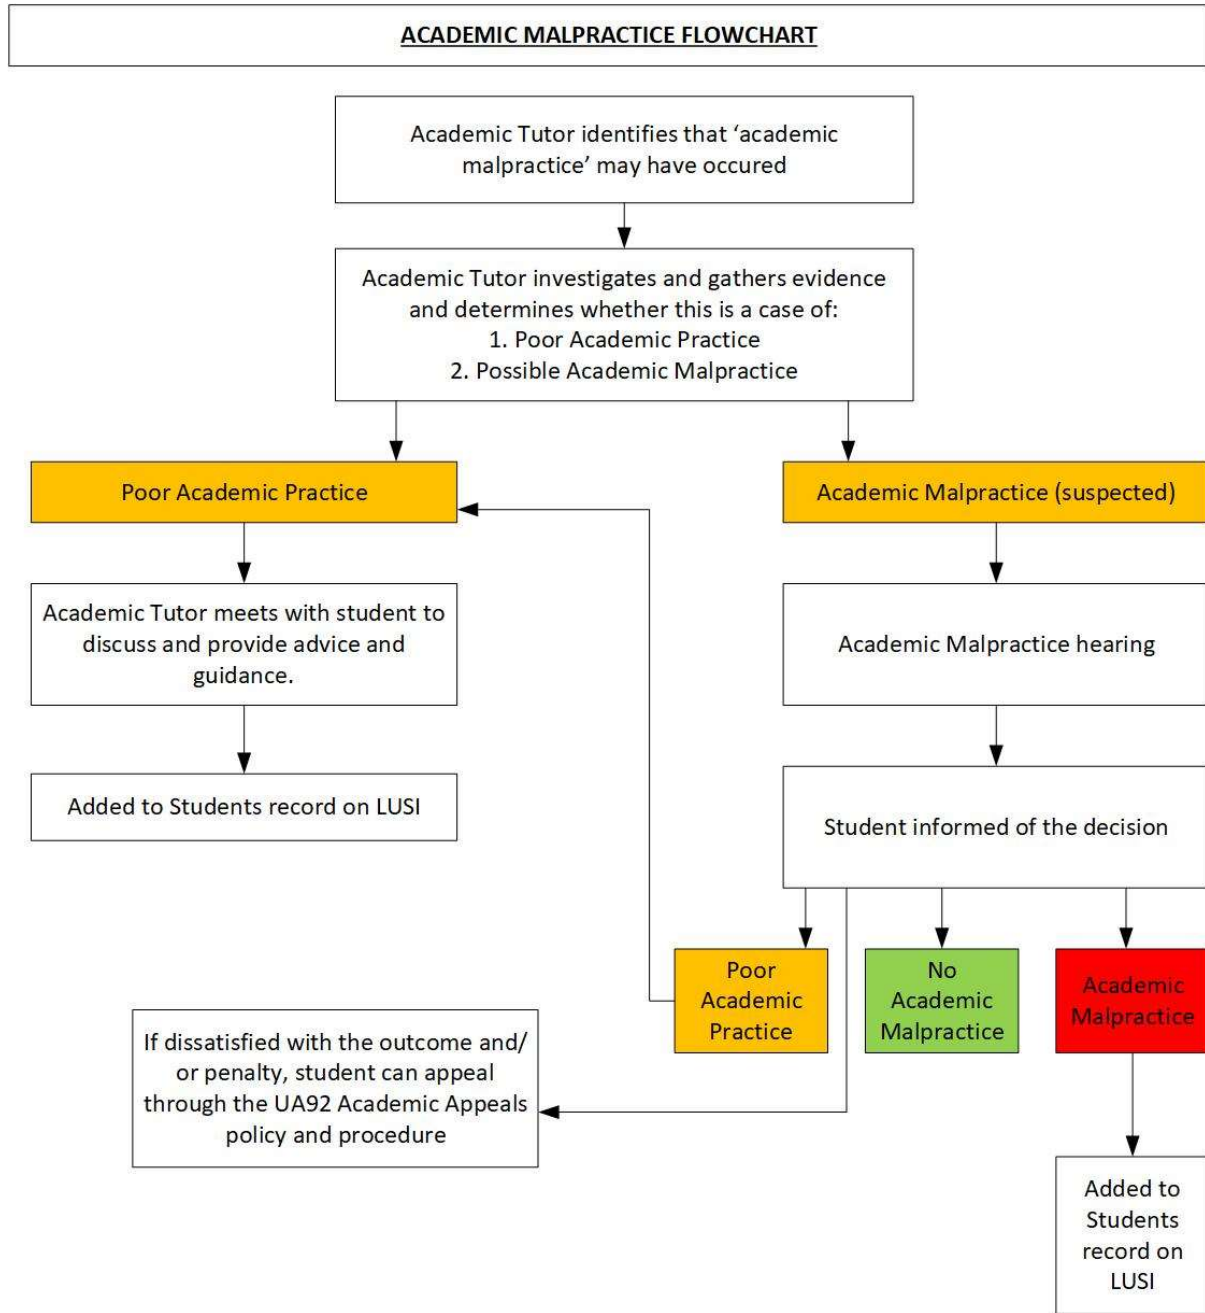 ACADEMIC MALPRACTICE FLOWCHART
Academic Tutor identifies that ‘academic
malpractice’ may have occured
Academic Tutor investigates and gathers evidence
and determines whether this is a case of:
1. Poor Academic Practice
2. Possible Academic Malpractice
Poor Academic Practice
Academic Malpractice (suspected)
Academic Tutor meets with student to
discuss and provide advice and
guidance.
Academic Malpractice hearing
Added to Students record on LUSI
Student informed of the decision
Poor
Academic
Practice
No
Academic
Malpractice
Academic
Malpractice
If dissatisfied with the outcome and/
or penalty, student can appeal
through the UA92 Academic Appeals
policy and procedure
Added to
Students
record on
LUSI